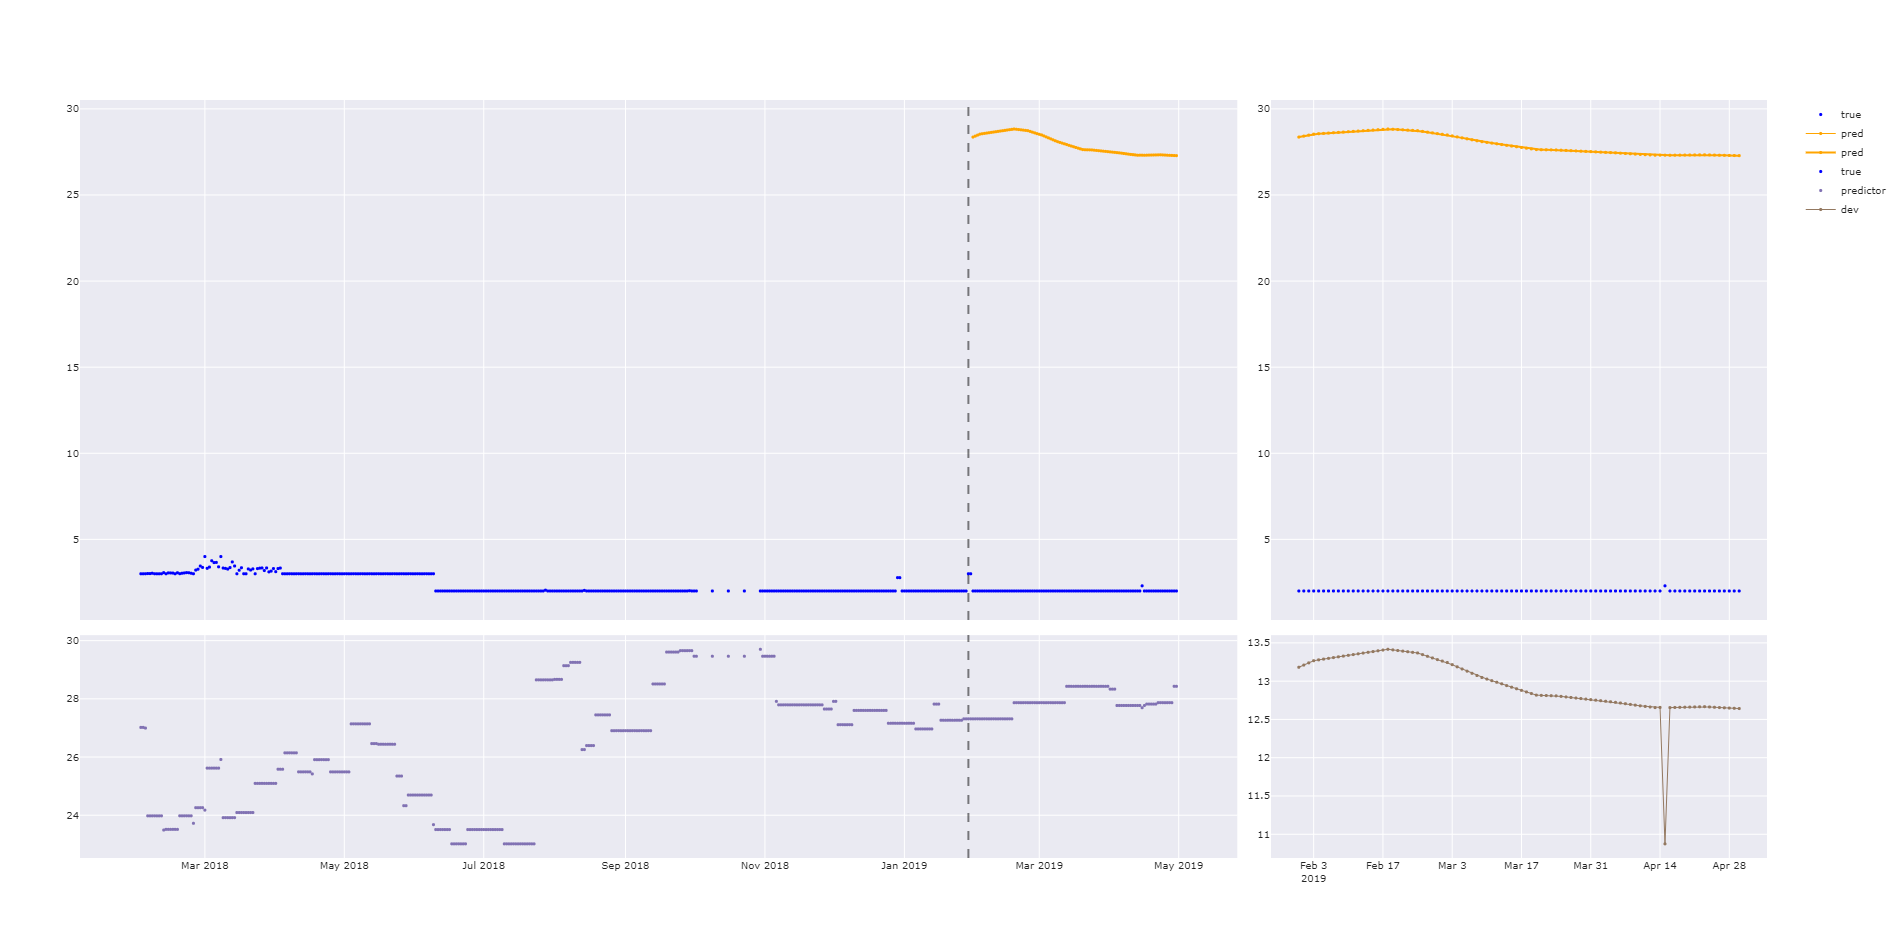 30
25
20
15
10
5
30
25
20
15
10
5
true
pred
pred
true
predictor
dev
30
28
26
24
Mar 2018
May 2018
Jul 2018
Sep 2018
Nov 2018
Jan 2019
Mar 2019
May 2019
13.5
13
12.5
12
11.5
11
Feb 3
2019
Feb 17
Mar 3
Mar 17
Mar 31
Apr 14
Apr 28